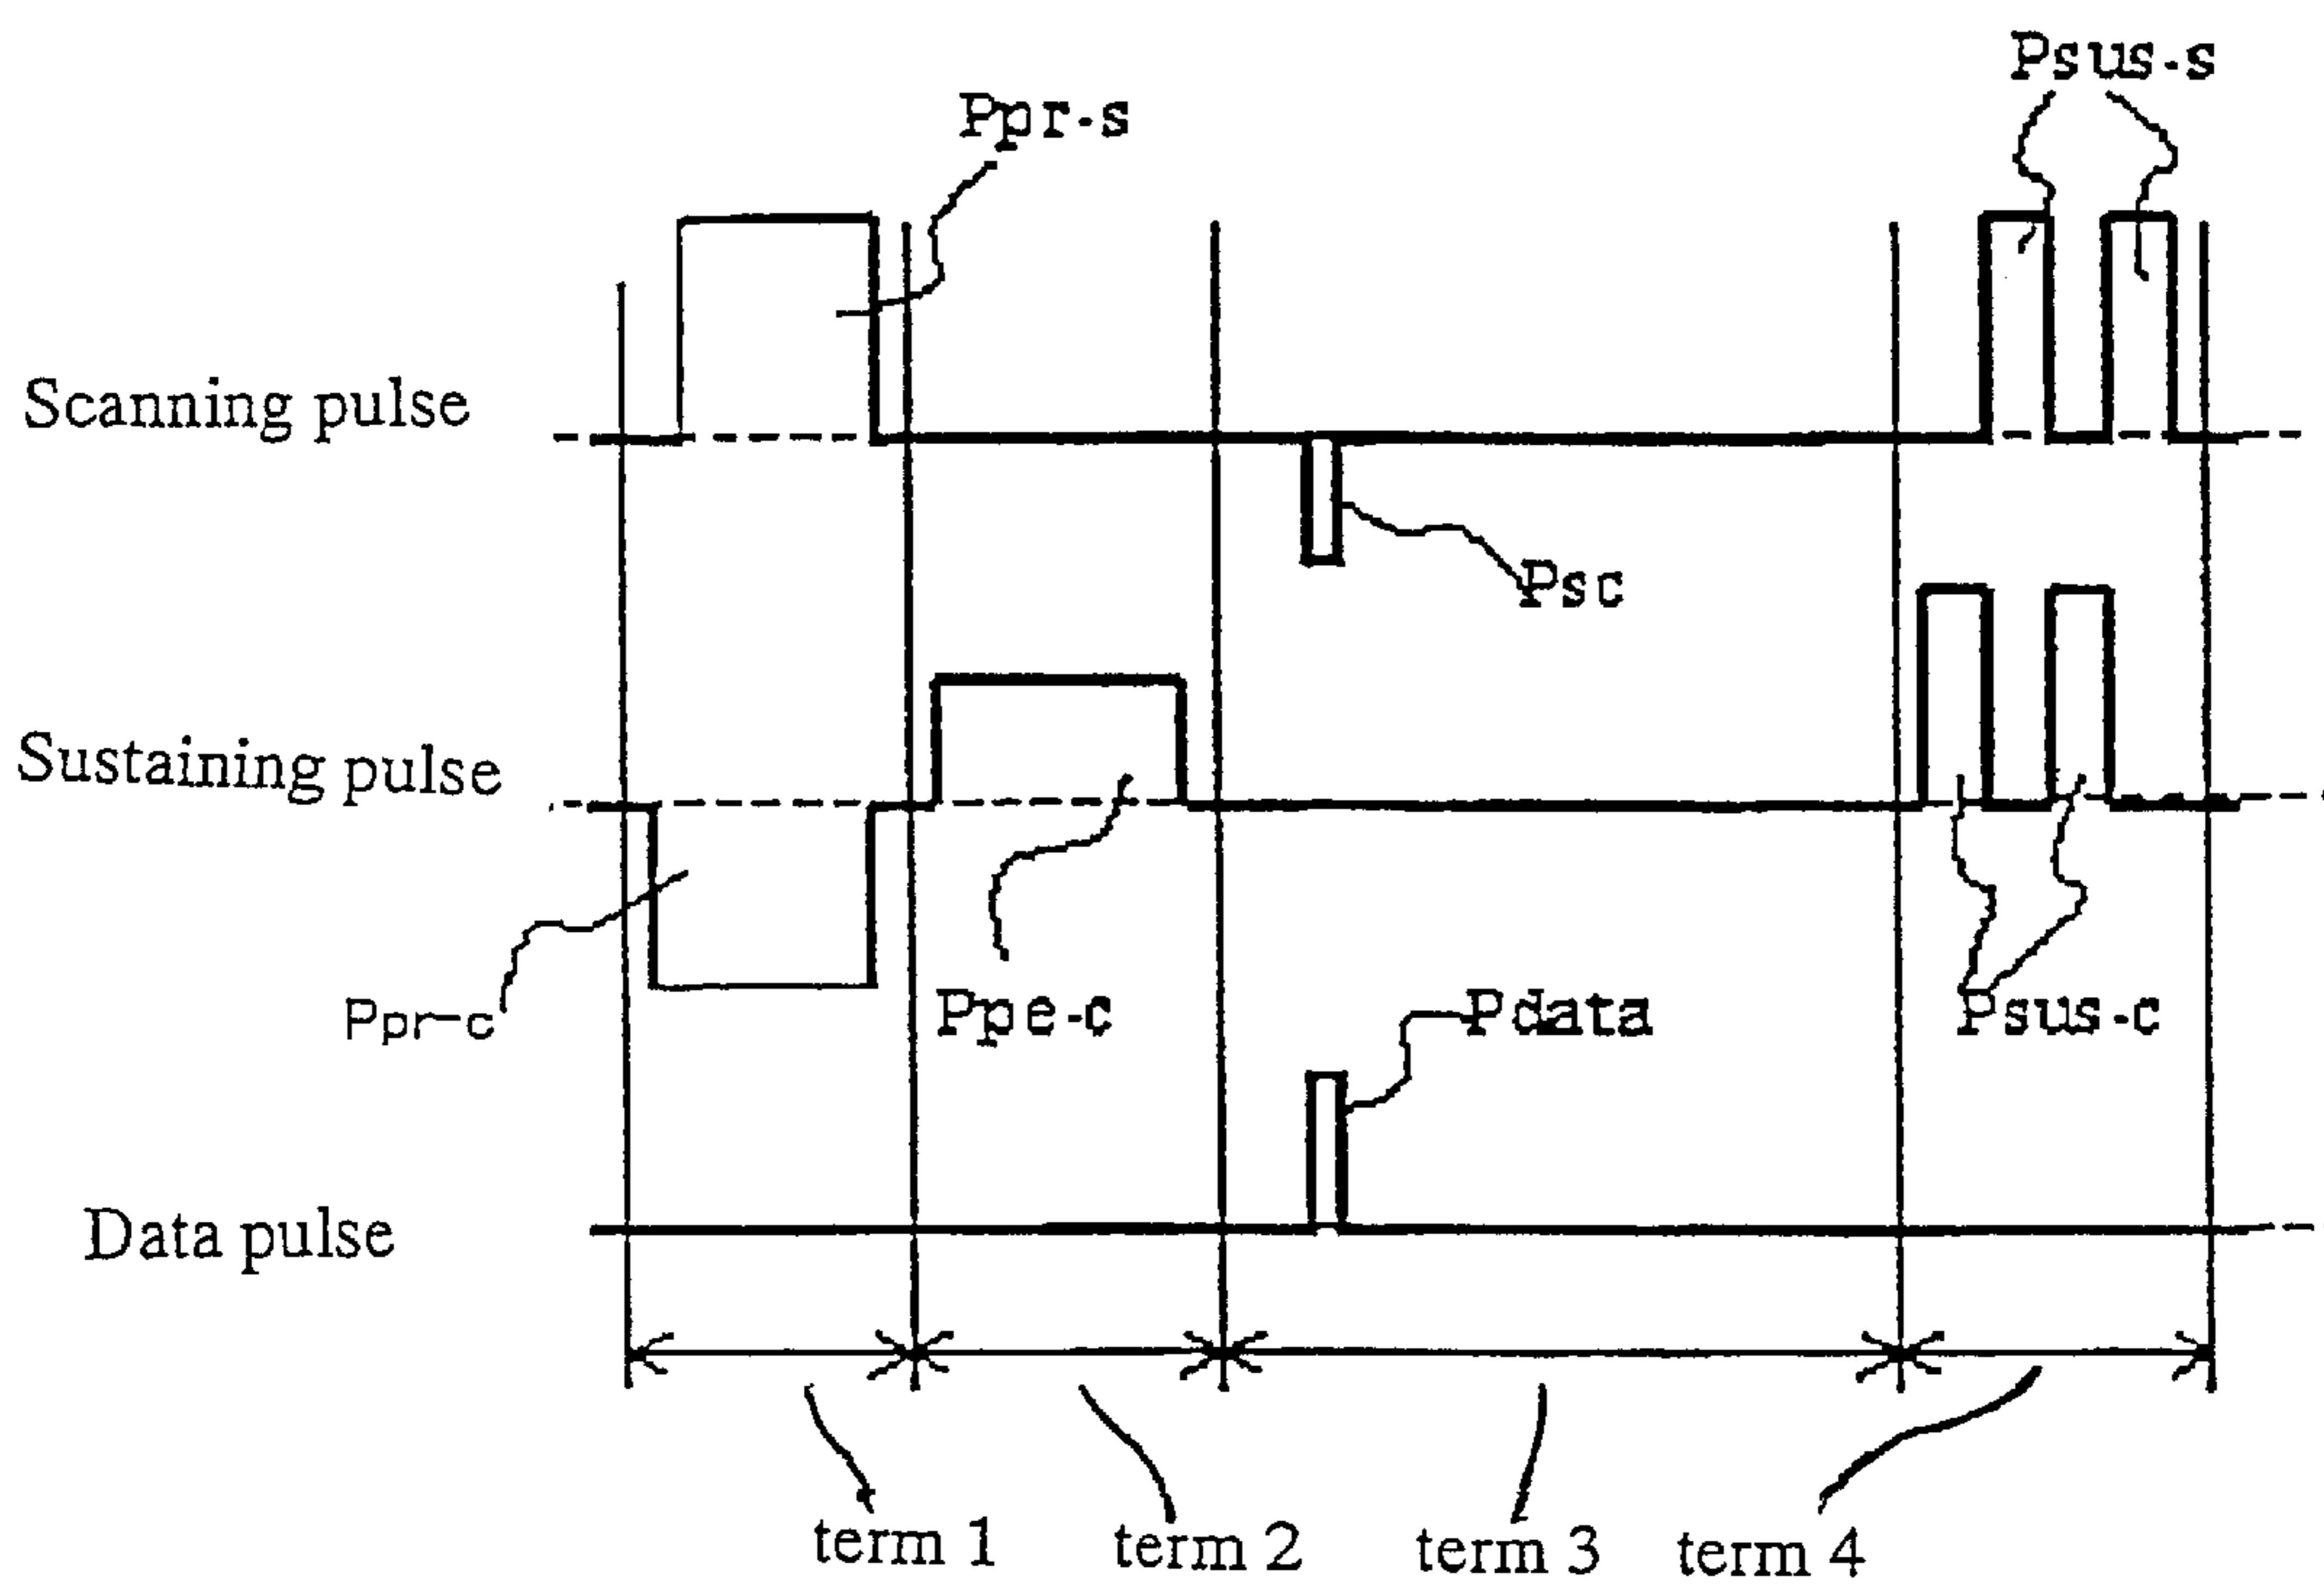 Psus-s
Ppr-s
Scanning pulse
Psc
Sustaining pulse
Ppr-c
Ppe-c
Pdata
Psus-c
Data pulse
term 1
term 2
term 3
term 4